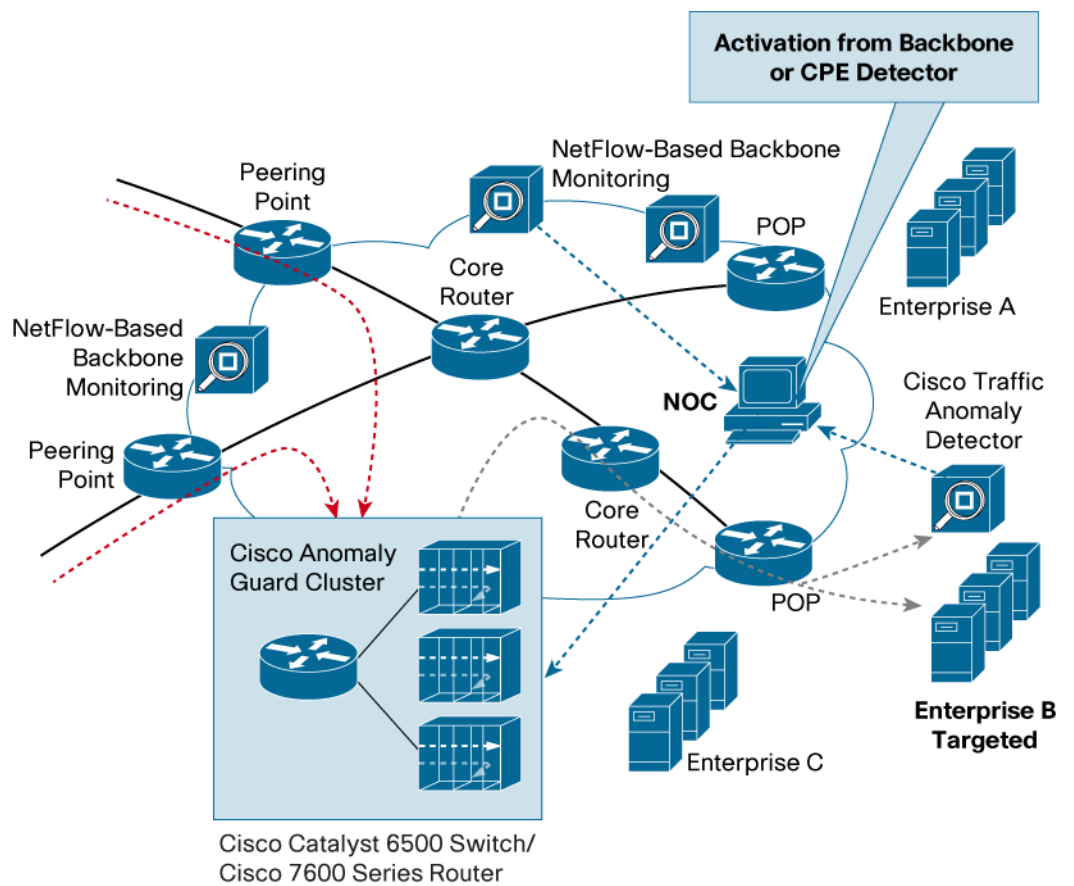 Activation from Backbone
or CPE Detector
NetFlow-Based Backbone
Monitoring
Peering
Point
POP
Core
Router
Enterprise A
NetFlow-Based
Backbone
Monitoring
NOC
Cisco Traffic
Anomaly
Detector
Peering
Point
Core
Router
Cisco Anomaly
Guard Cluster
POP
Enterprise B
Targeted
Enterprise C
Cisco Catalyst 6500 Switch/
Cisco 7600 Series Router